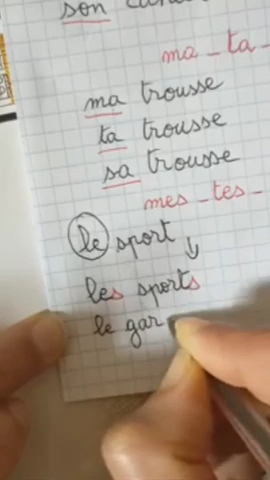 son
ma - ta -
ma trousse
ta trousse
sa trousse
mes - tes -
le sport
↓
les sports
le gar